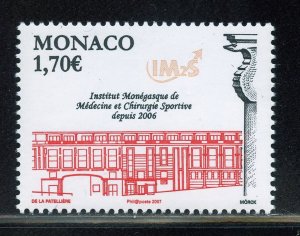 MONACO
1,70€
IM2S
Institut Monégasque de
Médecine et Chirurgie Sportive
depuis 2006
DE LA PATELLIÈRE
Phil@poste 2007
MÖRCK